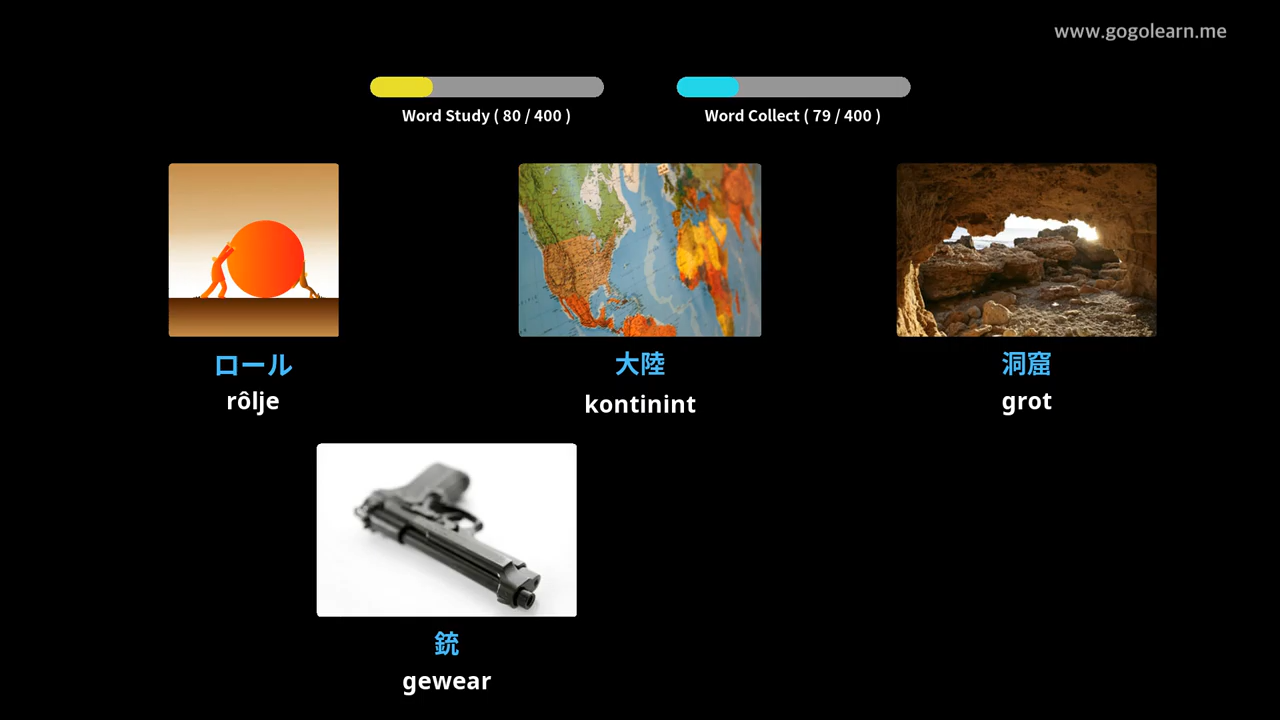 www.gogolearn.me
Word Study ( 80 / 400 )
Word Collect ( 79 / 400 )
ロール
rôlje
大陸
kontinint
洞窟
grot
銃
gewear